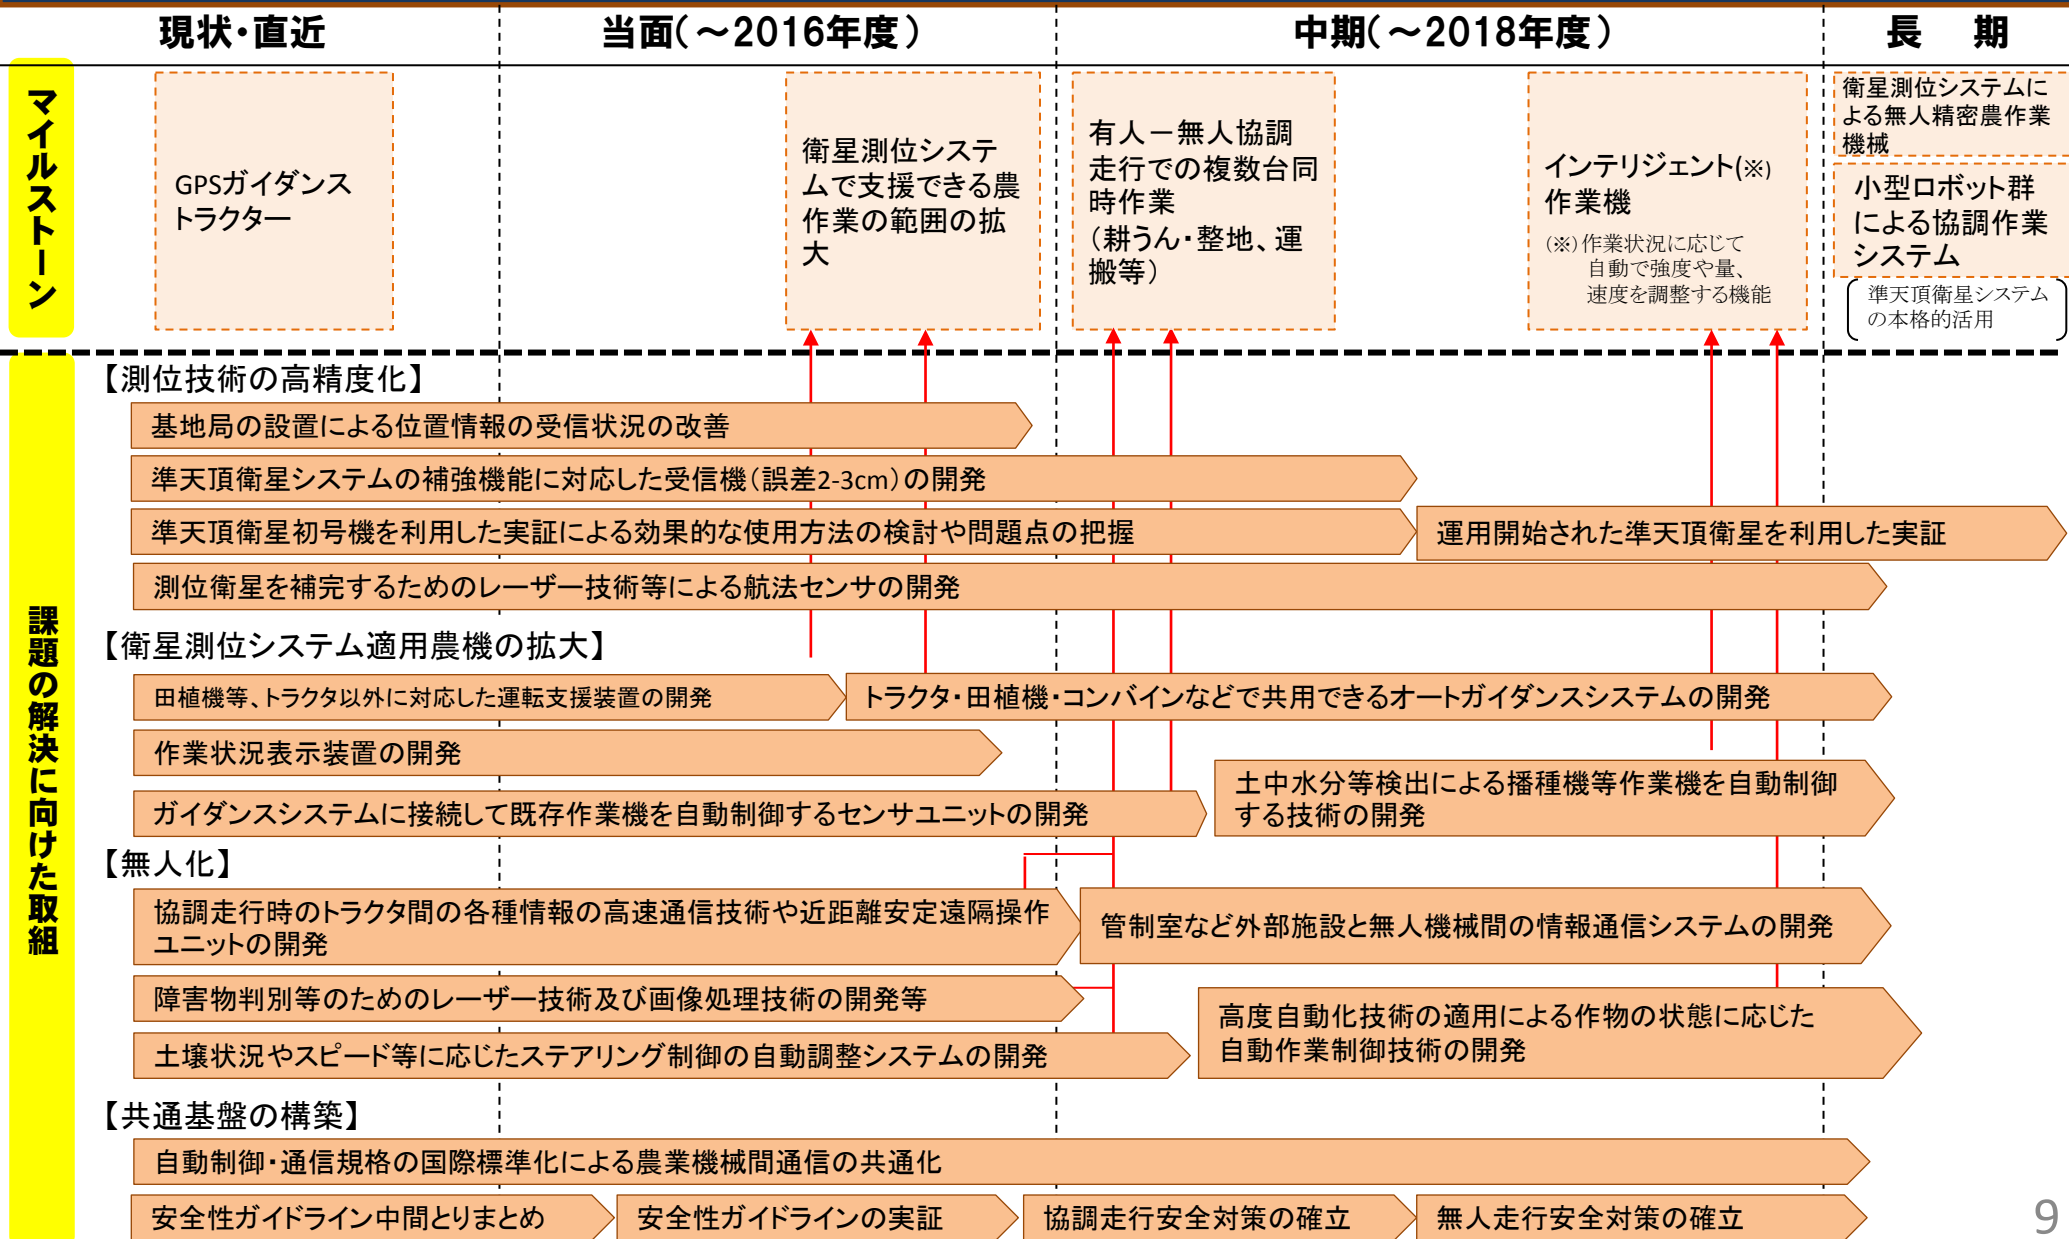 現状・直近
当面(～2016年度)
中期(～2018年度)
長　期
マイルストーン
GPSガイダンス
トラクター
衛星測位システ
ムで支援できる農
作業の範囲の拡
大
有人－無人協調
走行での複数台同
時作業
（耕うん・整地、運
搬等）
インテリジェント(※)
作業機
(※)作業状況に応じて
自動で強度や量、
速度を調整する機能
衛星測位システムに
よる無人精密農作業
機械
小型ロボット群
による協調作業
システム
準天頂衛星システム
の本格的活用
課題の解決に向けた取組
【測位技術の高精度化】
基地局の設置による位置情報の受信状況の改善
準天頂衛星システムの補強機能に対応した受信機（誤差2-3cm）の開発
準天頂衛星初号機を利用した実証による効果的な使用方法の検討や問題点の把握
運用開始された準天頂衛星を利用した実証
測位衛星を補完するためのレーザー技術等による航法センサの開発
【衛星測位システム適用農機の拡大】
田植機等、トラクタ以外に対応した運転支援装置の開発
トラクタ・田植機・コンバインなどで共用できるオートガイダンスシステムの開発
作業状況表示装置の開発
ガイダンスシステムに接続して既存作業機を自動制御するセンサユニットの開発
土中水分等検出による播種機等作業機を自動制御
する技術の開発
【無人化】
協調走行時のトラクタ間の各種情報の高速通信技術や近距離安定遠隔操作
ユニットの開発
管制室など外部施設と無人機械間の情報通信システムの開発
障害物判別等のためのレーザー技術及び画像処理技術の開発等
土壌状況やスピード等に応じたステアリング制御の自動調整システムの開発
高度自動化技術の適用による作物の状態に応じた
自動作業制御技術の開発
【共通基盤の構築】
自動制御・通信規格の国際標準化による農業機械間通信の共通化
安全性ガイドライン中間とりまとめ
安全性ガイドラインの実証
協調走行安全対策の確立
無人走行安全対策の確立
9